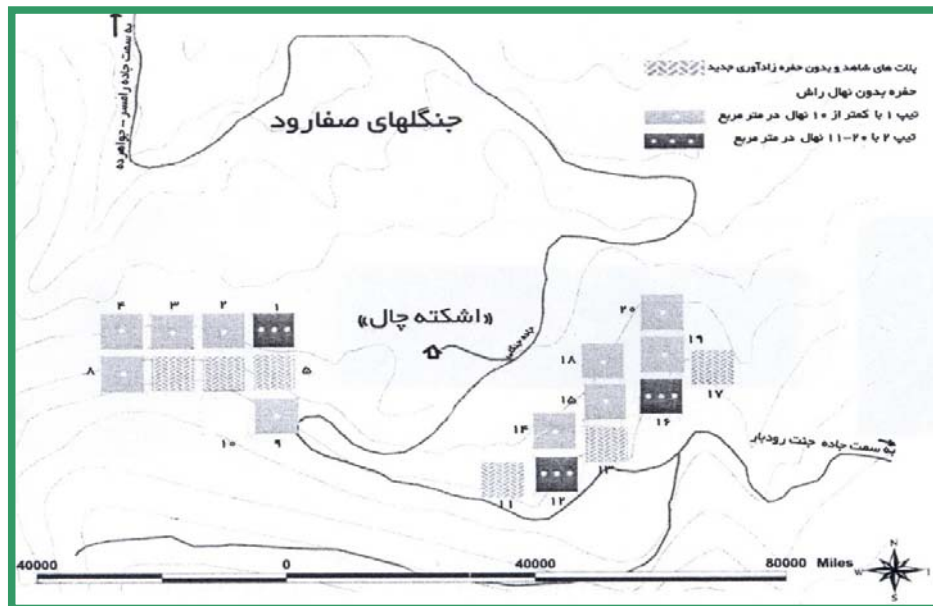 به سمت جاده رامسر - جواهر ده
پلات های شاهد و بدون حفره زادآوری جدید
حفره بدون نهال راش
تیپ ۱ با کمتر از ۱۰ نهال در متر مربع
تیپ ۲ با ۲۰-۱۱ نهال در متر مربع
جنگلهای صفارود
«اشکته چال»
جاده جنگلی
۴ ۳ ۲ ۱
۸ ۵
۱۰ ۹
۲۰
۱۹
۱۸
۱۷
۱۶
۱۵
۱۴
۱۳
۱۲
۱۱
به سمت جاده جنت رودبار
40000 0 40000 80000 Miles
N
W
S